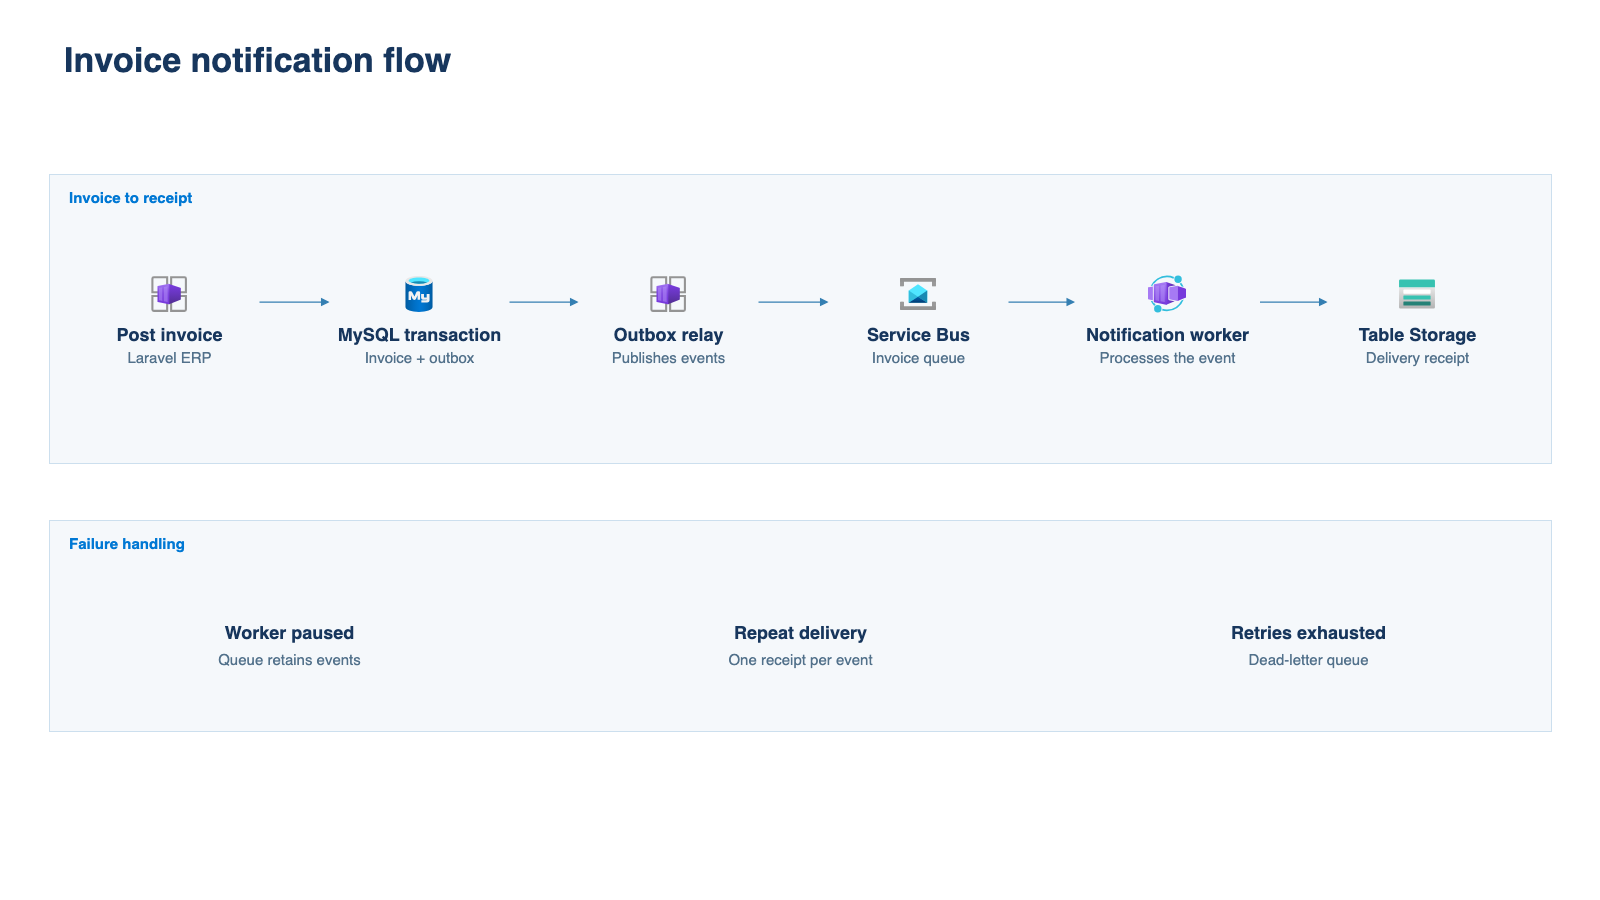 Invoice notification flow
Invoice to receipt
My
Post invoice
Laravel ERP
MySQL transaction
Invoice + outbox
Outbox relay
Publishes events
Service Bus
Invoice queue
Notification worker
Processes the event
Table Storage
Delivery receipt
Failure handling
Worker paused
Queue retains events
Repeat delivery
One receipt per event
Retries exhausted
Dead-letter queue